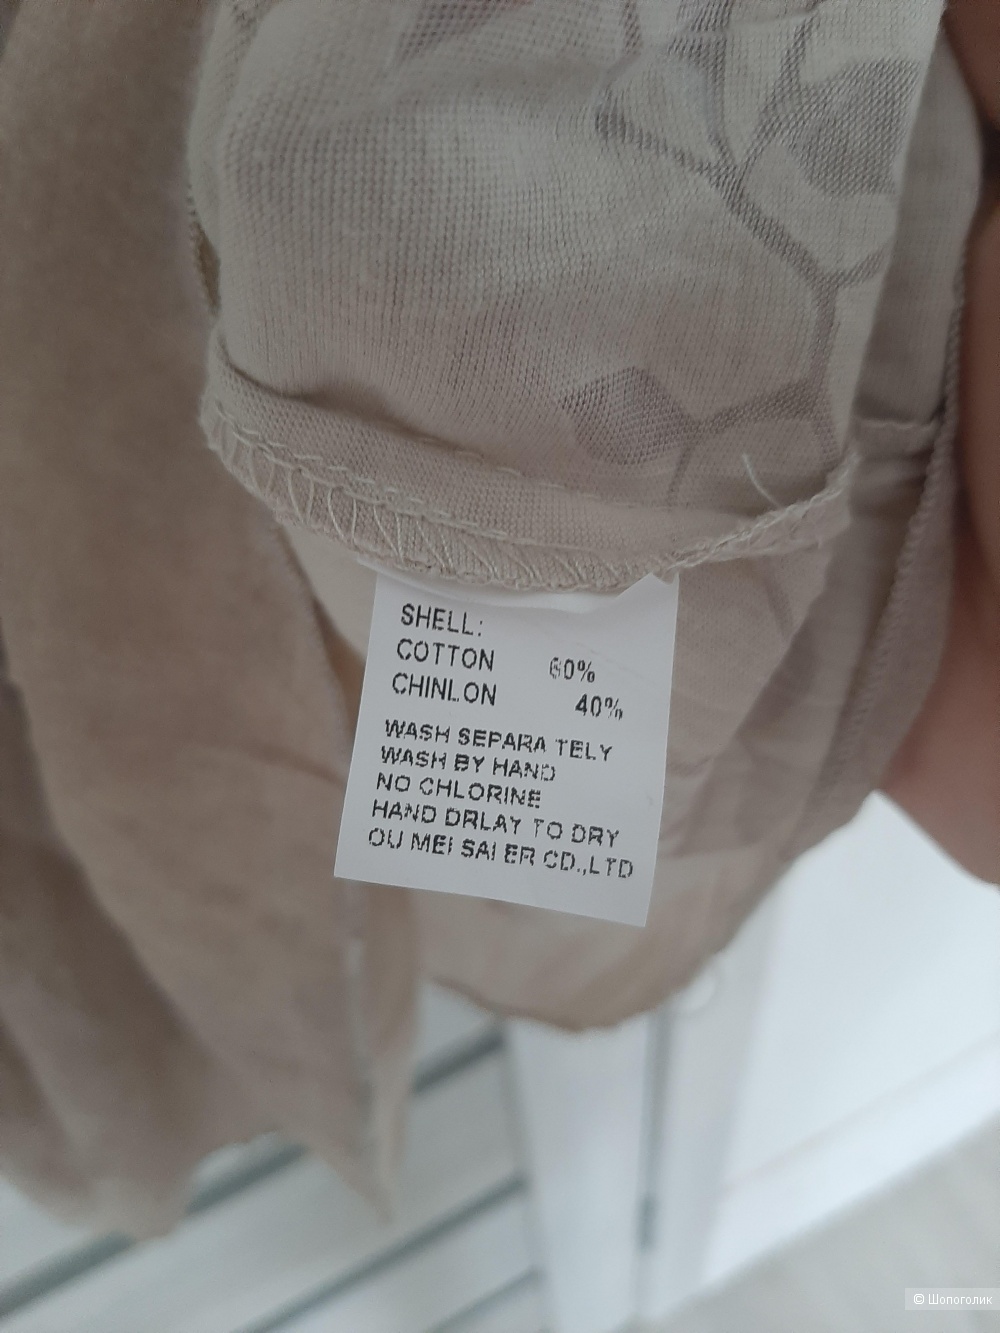 SHELL:
COTTON 60%
CHINLON 40%
WASH SEPARA TELY
WASH BY HAND
NO CHLORINE
HAND DRLAY TO DRY
OU MEI SAI ER CD.,LTD
© Шопоголик